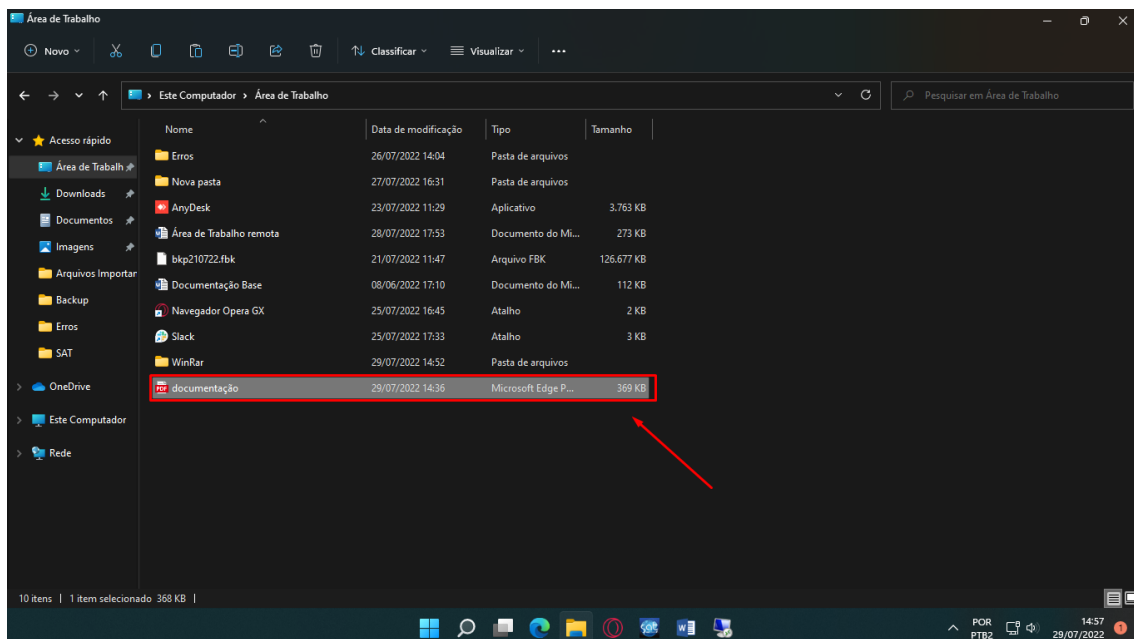 Área de Trabalho
Novo
Classificar
Visualizar
Este Computador > Área de Trabalho
Pesquisar em Área de Trabalho
Nome Data de modificação Tipo Tamanho
Acesso rápido
Área de Trabalh
Downloads
Documentos
Imagens
Arquivos Importar
Backup
Erros
SAT
OneDrive
Este Computador
Rede
Erros 26/07/2022 14:04 Pasta de arquivos
Nova pasta 27/07/2022 16:31 Pasta de arquivos
AnyDesk 23/07/2022 11:29 Aplicativo 3.763 KB
Área de Trabalho remota 28/07/2022 17:53 Documento do Mi... 273 KB
bkp210722.fbk 21/07/2022 11:47 Arquivo FBK 126.677 KB
Documentação Base 08/06/2022 17:10 Documento do Mi... 112 KB
Navegador Opera GX 25/07/2022 16:45 Atalho 2 KB
Slack 25/07/2022 17:33 Atalho 3 KB
WinRar 29/07/2022 14:52 Pasta de arquivos
PDF documentação 29/07/2022 14:36 Microsoft Edge P... 369 KB
10 itens | 1 item selecionado 368 KB |
POR
PTB2
14:57
29/07/2022
1